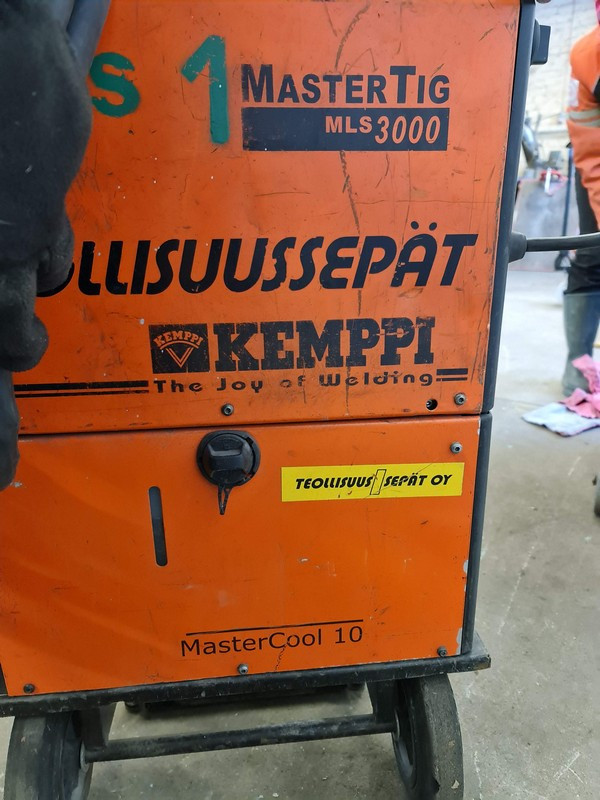 S 1
MASTERTIG
MLS 3000
OLLISUUSSEPÄT
KEMPPI
KEMPPI
The Joy of Welding
TEOLLISUUS SEPÄT OY
MasterCool 10